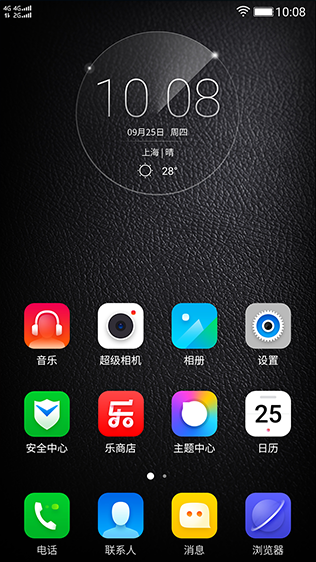 4G 4G
2G
10:08
10 08
09月25日 周四
上海|晴
28°
音乐 超级相机 相册 设置
25
安全中心 乐商店 主题中心 日历
电话 联系人 消息 浏览器